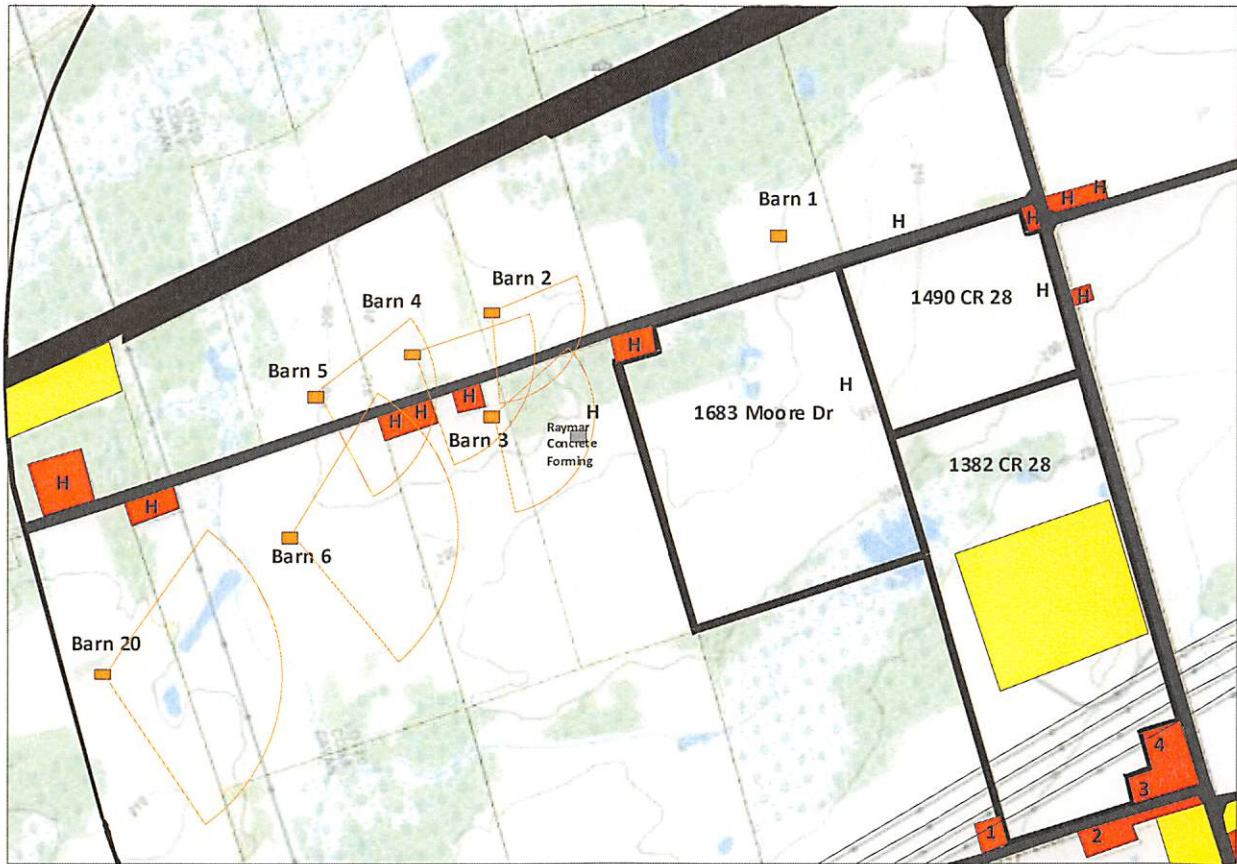 Barn 1
H
H
H
H
Barn 2
H
H
1490 CR 28
Barn 4
H
Barn 5
H
H
H
H
H
1683 Moore Dr
Barn 3
Raymar
Concrete
Forming
1382 CR 28
H
H
Barn 6
Barn 20
4
3
1
2